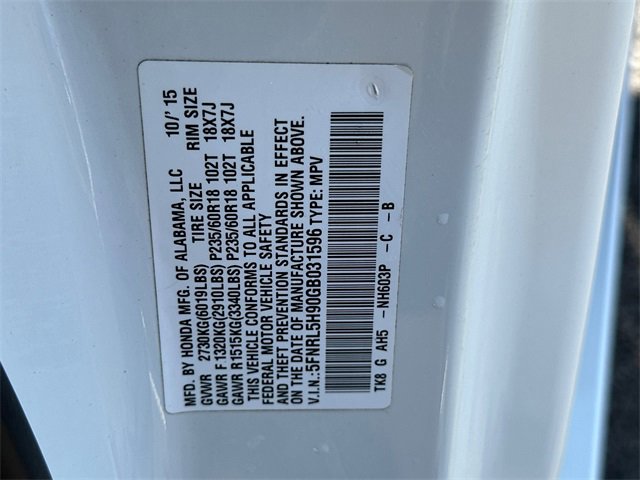 MFD. BY HONDA MFG. OF ALABAMA, LLC 10/'15
GVWR 2730KG(6019LBS) TIRE SIZE RIM SIZE
GAWR F1320KG(2910LBS) P235/60R18 102T 18X7J
GAWR R1515KG(3340LBS) P235/60R18 102T 18X7J
THIS VEHICLE CONFORMS TO ALL APPLICABLE
FEDERAL MOTOR VEHICLE SAFETY
AND THEFT PREVENTION STANDARDS IN EFFECT
ON THE DATE OF MANUFACTURE SHOWN ABOVE.
V.I.N.:5FNRL5H90GB031596 TYPE: MPV
TK8 G AH5 -NH603P -C -B